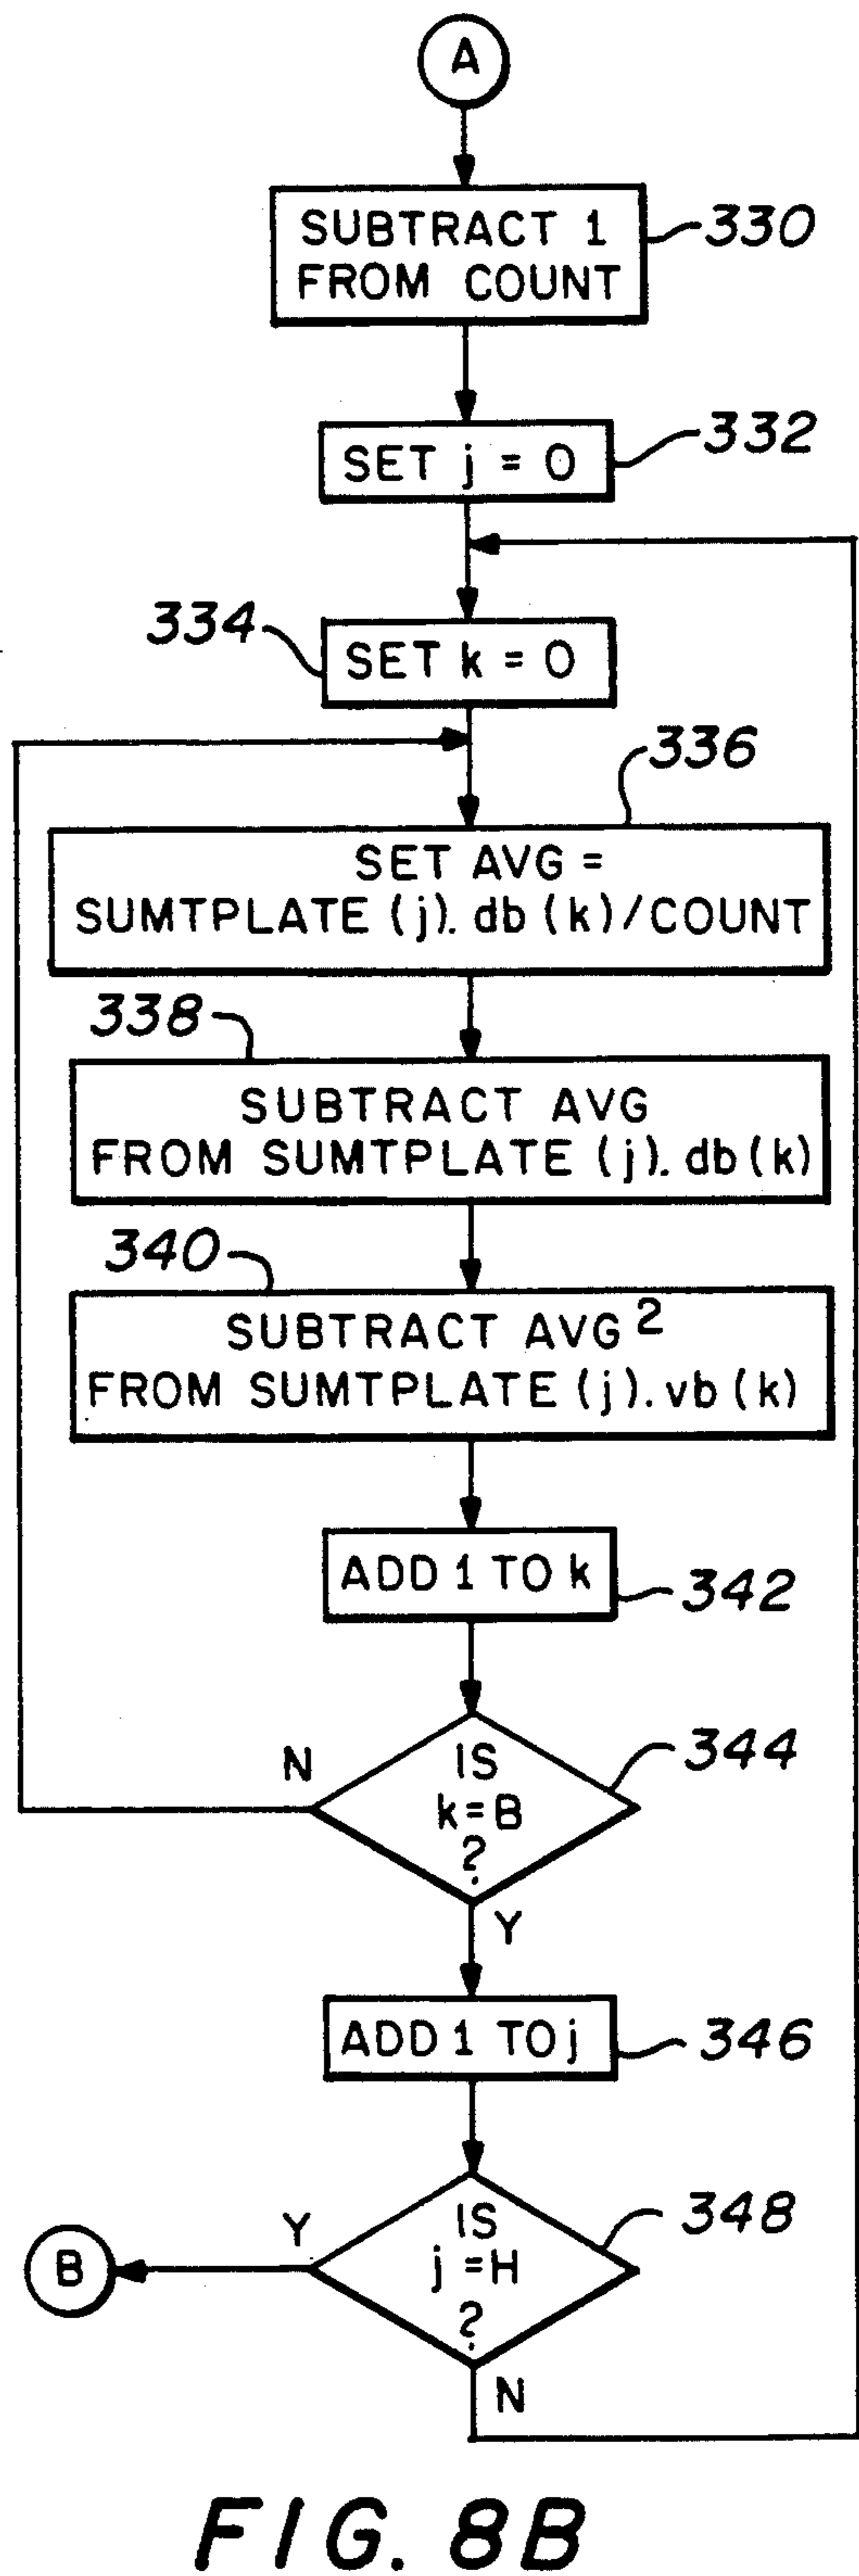 A
SUBTRACT 1
FROM COUNT
330
SET j = 0
332
334
SET k = 0
336
SET AVG =
SUMTPLATE (j). db (k)/COUNT
338
SUBTRACT AVG
FROM SUMTPLATE (j). db (k)
340
SUBTRACT AVG²
FROM SUMTPLATE (j). vb (k)
ADD 1 TO k
342
N
IS
k = B
?
344
Y
ADD 1 TO j
346
Y
IS
j = H
?
348
B
N
FIG. 8B